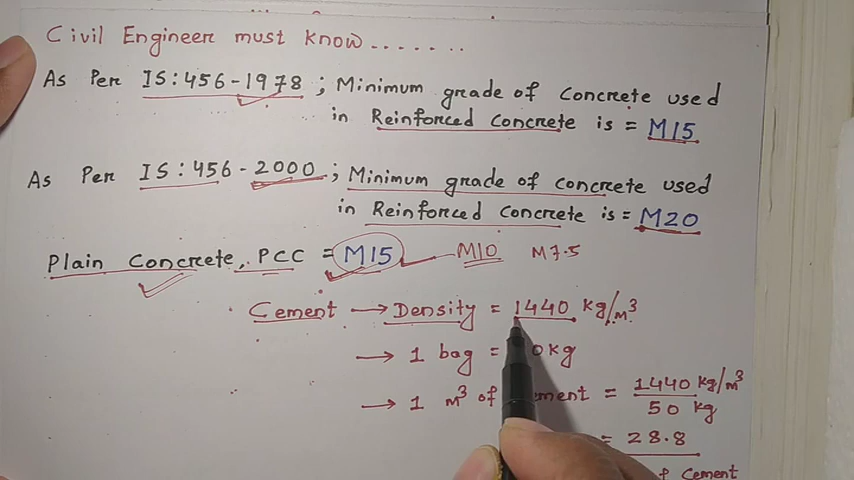 Civil Engineer must know.......
As Per IS:456-1978 ; Minimum grade of concrete used
in Reinforced concrete is = M15
As Per IS:456-2000 ; Minimum grade of concrete used
in Reinforced concrete is = M20
Plain Concrete, PCC = M15 M10 M7.5
Cement → Density = 1440 kg/m³
→ 1 bag = 0kg
→ 1 m³ of ement = 1440 kg/m³
50 kg
= 28.8
cement